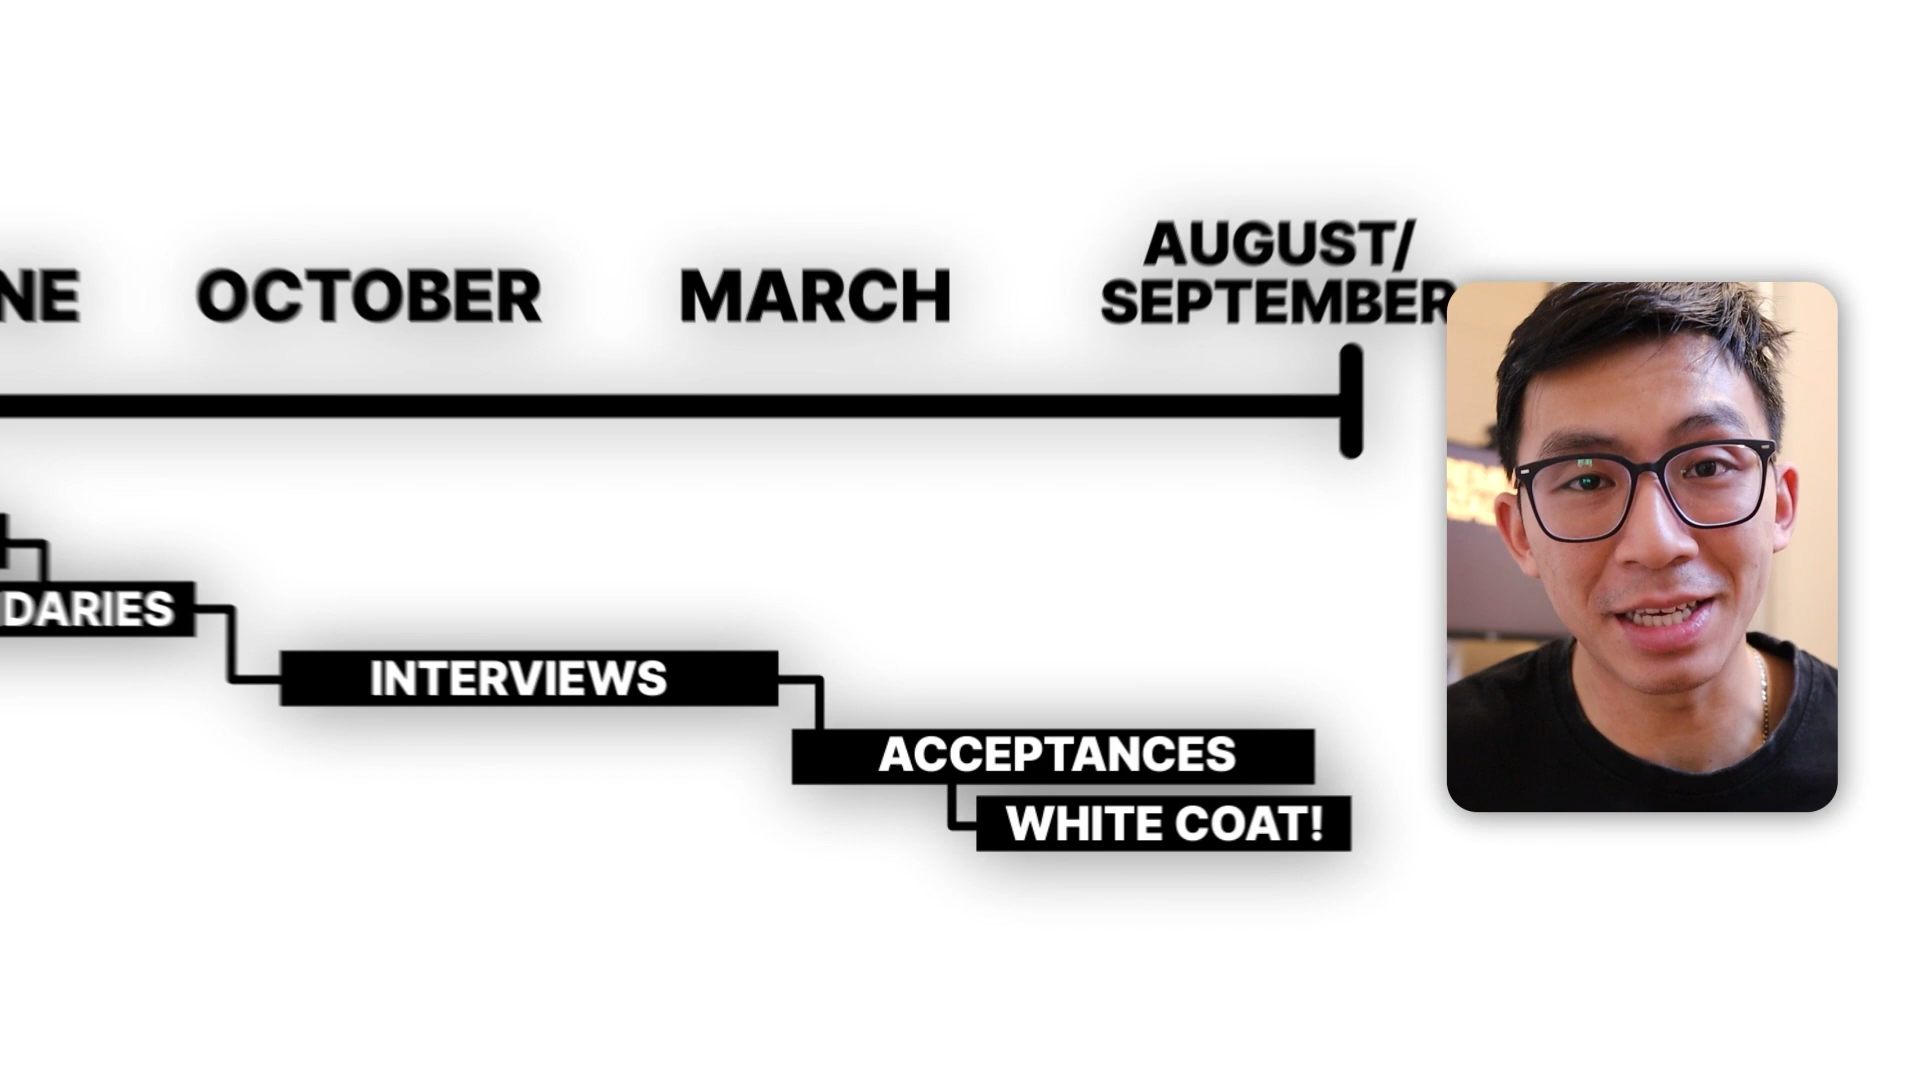 NE
OCTOBER
MARCH
AUGUST/
SEPTEMBER
DARIES
INTERVIEWS
ACCEPTANCES
WHITE COAT!